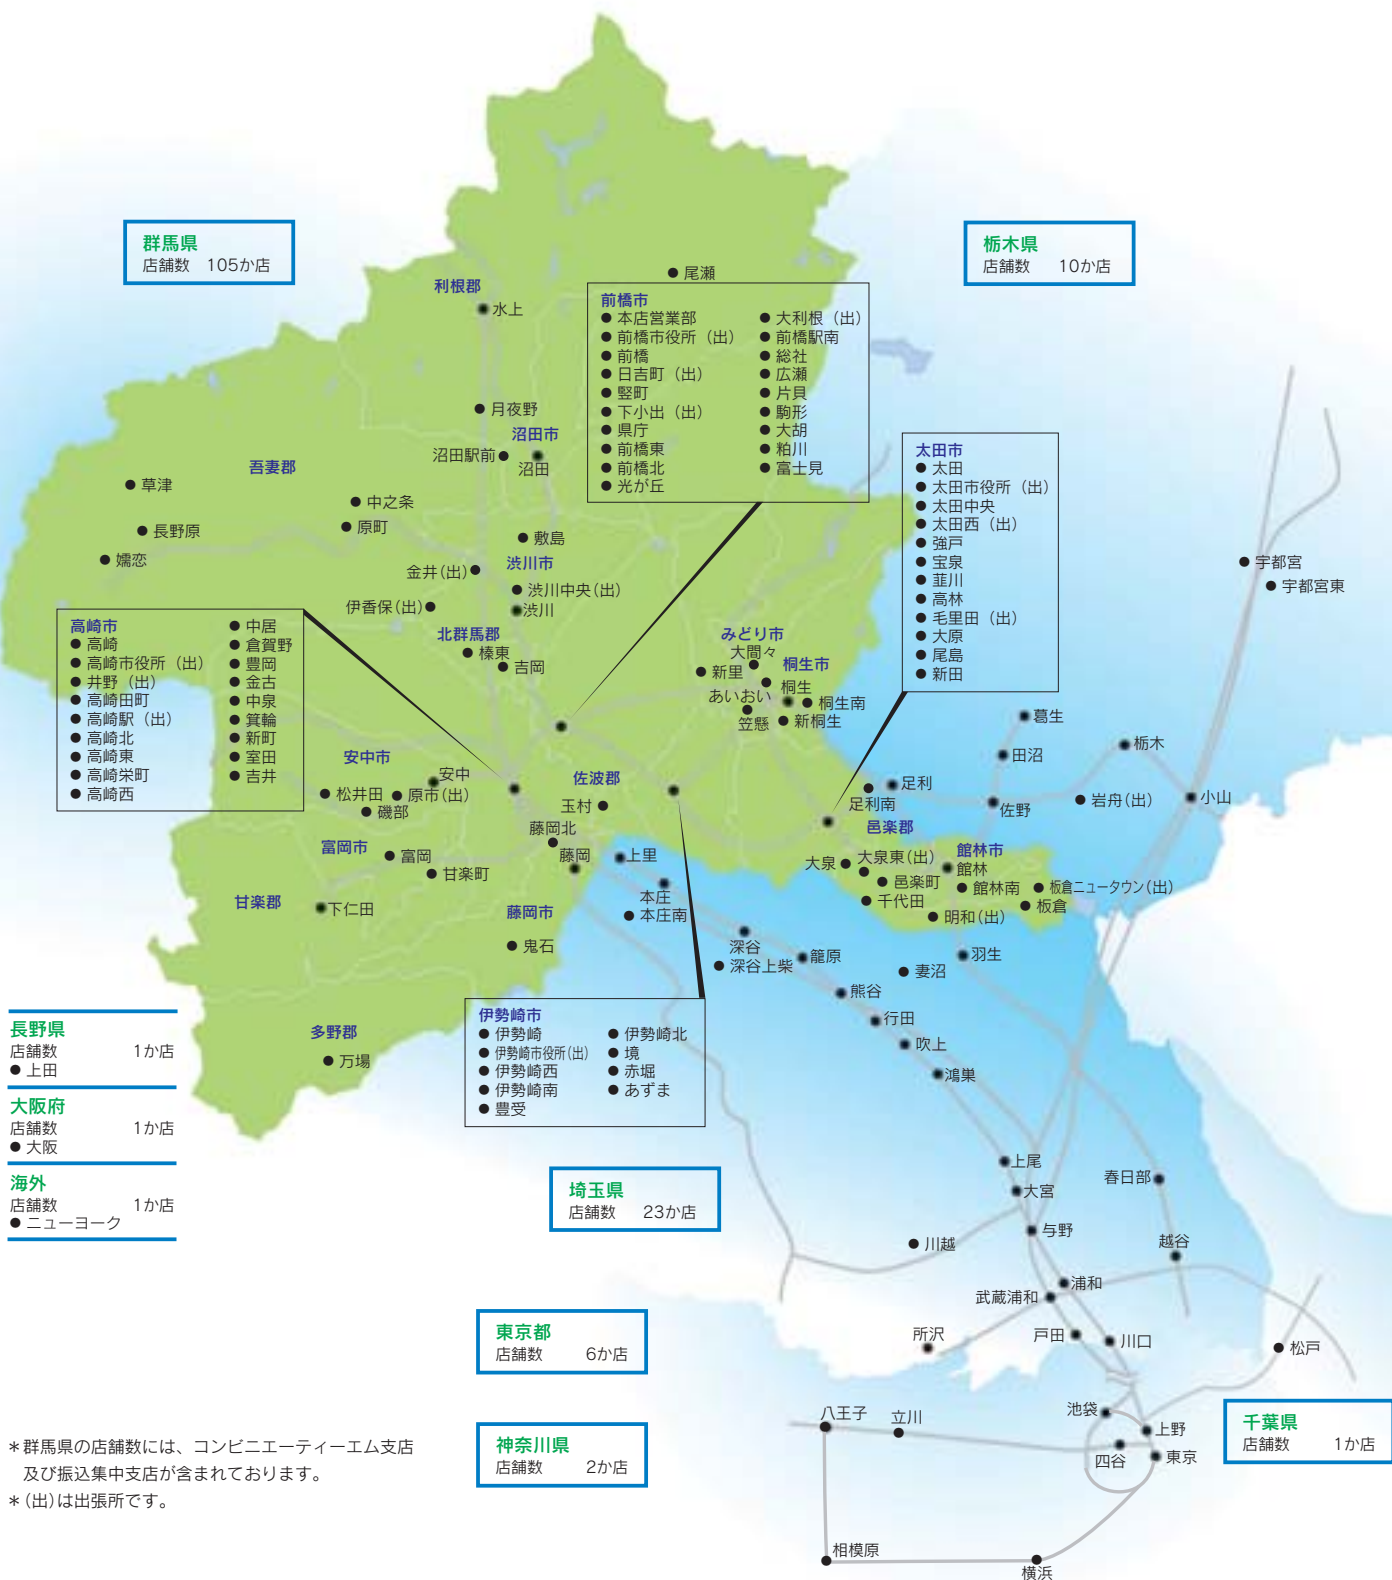 群馬県
店舗数 105か店
栃木県
店舗数 10か店
尾瀬
利根郡
水上
月夜野
沼田市
沼田駅前
沼田
前橋市
本店営業部
前橋市役所（出）
前橋
日吉町（出）
竪町
下小出（出）
県庁
前橋東
前橋北
光が丘
大利根（出）
前橋駅南
総社
広瀬
片貝
駒形
大胡
粕川
富士見
太田市
太田
太田市役所（出）
太田中央
太田西（出）
強戸
宝泉
韮川
高林
毛里田（出）
大原
尾島
新田
吾妻郡
草津
中之条
長野原
原町
嬬恋
敷島
渋川市
金井(出)
渋川中央(出)
伊香保(出)
渋川
北群馬郡
榛東
吉岡
高崎市
高崎
高崎市役所（出）
井野（出）
高崎田町
高崎駅（出）
高崎北
高崎東
高崎栄町
高崎西
中居
倉賀野
豊岡
金古
中泉
箕輪
新町
室田
吉井
みどり市
大間々
桐生市
新里
桐生
あいおい
桐生南
笠懸
新桐生
宇都宮
宇都宮東
葛生
栃木
田沼
足利
足利南
佐野
岩舟(出)
小山
安中市
安中
松井田
原市(出)
磯部
佐波郡
玉村
藤岡北
藤岡
富岡市
富岡
甘楽町
甘楽郡
下仁田
藤岡市
鬼石
邑楽郡
大泉
大泉東(出)
邑楽町
千代田
館林市
館林
館林南
板倉ニュータウン(出)
板倉
明和(出)
上里
本庄
本庄南
深谷
深谷上柴
籠原
妻沼
羽生
熊谷
行田
吹上
鴻巣
伊勢崎市
伊勢崎
伊勢崎市役所(出)
伊勢崎西
伊勢崎南
豊受
伊勢崎北
境
赤堀
あずま
多野郡
万場
長野県
店舗数 1か店
上田
大阪府
店舗数 1か店
大阪
海外
店舗数 1か店
ニューヨーク
埼玉県
店舗数 23か店
上尾
大宮
春日部
与野
越谷
川越
浦和
武蔵浦和
所沢
戸田
川口
松戸
東京都
店舗数 6か店
神奈川県
店舗数 2か店
千葉県
店舗数 1か店
八王子
立川
池袋
上野
四谷
東京
相模原
横浜
＊群馬県の店舗数には、コンビニエーティーエム支店
及び振込集中支店が含まれております。
＊(出)は出張所です。